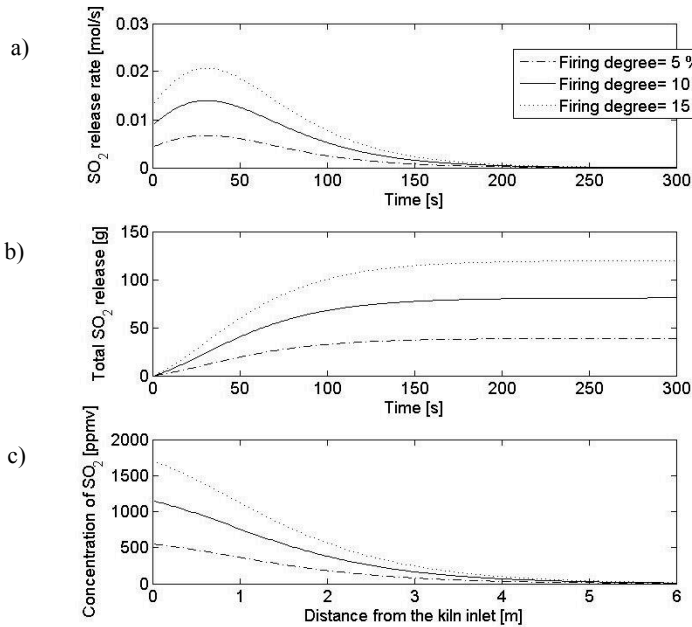 a)
SO2 release rate [mol/s]
0.03
0.02
0.01
0
Firing degree= 5 %
Firing degree= 10
Firing degree= 15
0 50 100 150 200 250 300
Time [s]
b)
Total SO2 release [g]
150
100
50
0
0 50 100 150 200 250 300
Time [s]
c)
Concentration of SO2 [ppmv]
2000
1500
1000
500
0
0 1 2 3 4 5 6
Distance from the kiln inlet [m]